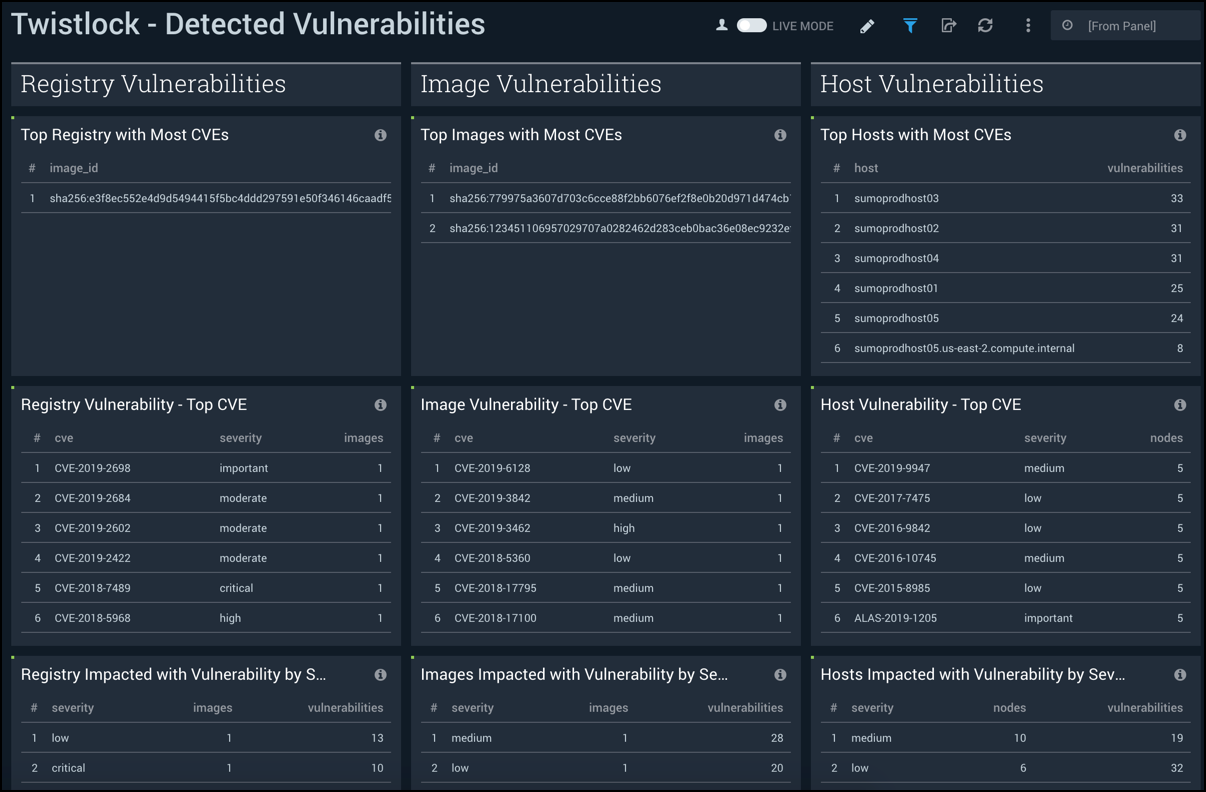 Twistlock - Detected Vulnerabilities
LIVE MODE
[From Panel]
Registry Vulnerabilities
Image Vulnerabilities
Host Vulnerabilities
Top Registry with Most CVEs
# image_id
1 sha256:e3f8ec552e4d9d5494415f5bc4ddd297591e50f346146caadf5
Top Images with Most CVEs
# image_id
1 sha256:779975a3607d703c6cce88f2bb6076ef2f8e0b20d971d474cb
2 sha256:123451106957029707a0282462d283ceb0bac36e08ec9232e
Top Hosts with Most CVEs
# host vulnerabilities
1 sumoprodhost03 33
2 sumoprodhost02 31
3 sumoprodhost04 31
4 sumoprodhost01 25
5 sumoprodhost05 24
6 sumoprodhost05.us-east-2.compute.internal 8
Registry Vulnerability - Top CVE
# cve severity images
1 CVE-2019-2698 important 1
2 CVE-2019-2684 moderate 1
3 CVE-2019-2602 moderate 1
4 CVE-2019-2422 moderate 1
5 CVE-2018-7489 critical 1
6 CVE-2018-5968 high 1
Image Vulnerability - Top CVE
# cve severity images
1 CVE-2019-6128 low 1
2 CVE-2019-3842 medium 1
3 CVE-2019-3462 high 1
4 CVE-2018-5360 low 1
5 CVE-2018-17795 medium 1
6 CVE-2018-17100 medium 1
Host Vulnerability - Top CVE
# cve severity nodes
1 CVE-2019-9947 medium 5
2 CVE-2017-7475 low 5
3 CVE-2016-9842 low 5
4 CVE-2016-10745 medium 5
5 CVE-2015-8985 low 5
6 ALAS-2019-1205 important 5
Registry Impacted with Vulnerability by S...
# severity images vulnerabilities
1 low 1 13
2 critical 1 10
Images Impacted with Vulnerability by Se...
# severity images vulnerabilities
1 medium 1 28
2 low 1 20
Hosts Impacted with Vulnerability by Sev...
# severity nodes vulnerabilities
1 medium 10 19
2 low 6 32